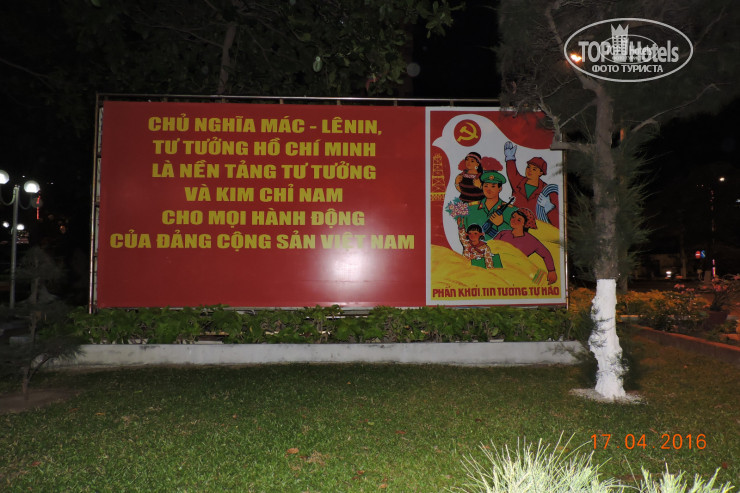 TOP Hotels
ФОТО ТУРИСТА
CHỦ NGHĨA MÁC - LÊNIN,
TƯ TƯỞNG HỒ CHÍ MINH
LÀ NỀN TẢNG TƯ TƯỞNG
VÀ KIM CHỈ NAM
CHO MỌI HÀNH ĐỘNG
CỦA ĐẢNG CỘNG SẢN VIỆT NAM
PHẤN KHỞI TIN TƯỞNG TỰ HÀO
17 04 2016